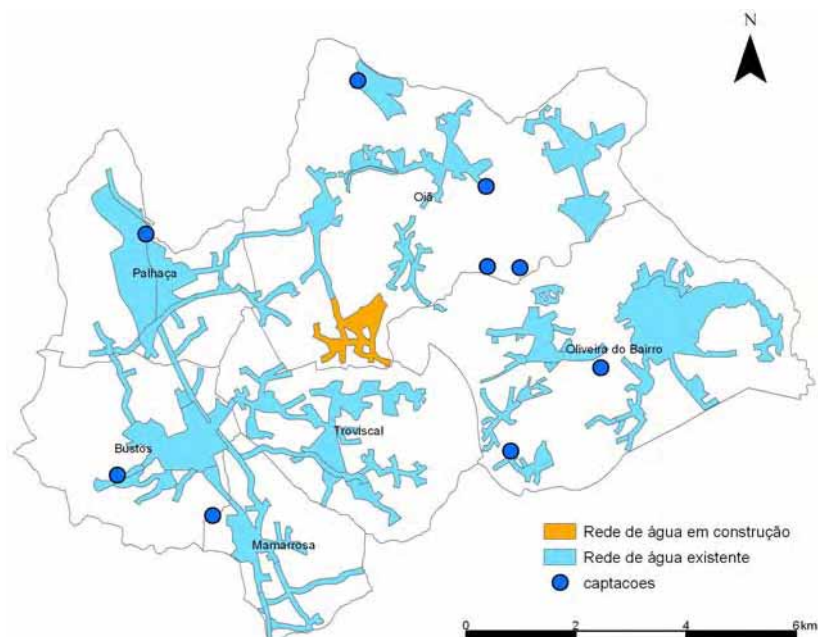 N
Oiã
Palhaça
Oliveira do Bairro
Troviscal
Bustos
Mamarrosa
Rede de água em construção
Rede de água existente
captacoes
0 2 4 6km